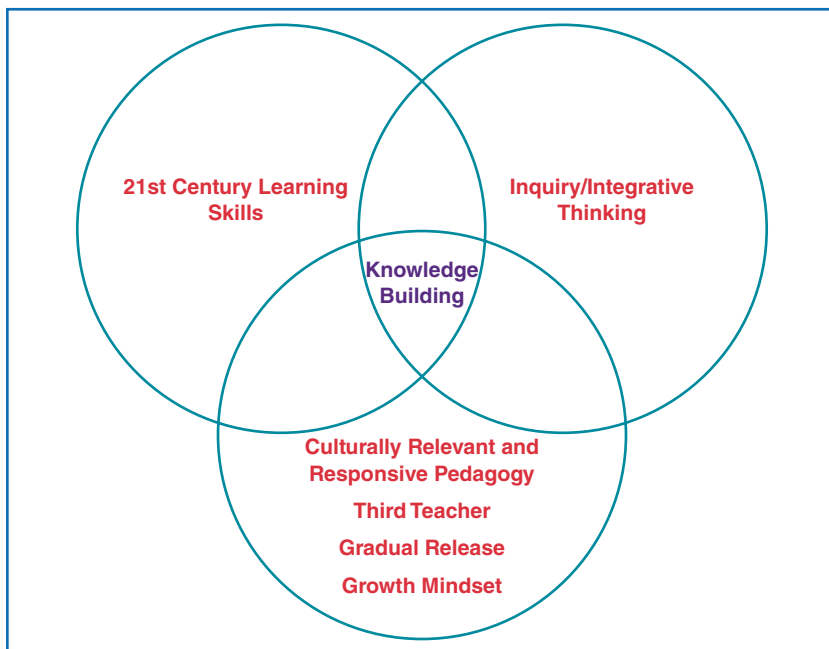 21st Century Learning
Skills
Inquiry/Integrative
Thinking
Knowledge
Building
Culturally Relevant and
Responsive Pedagogy
Third Teacher
Gradual Release
Growth Mindset